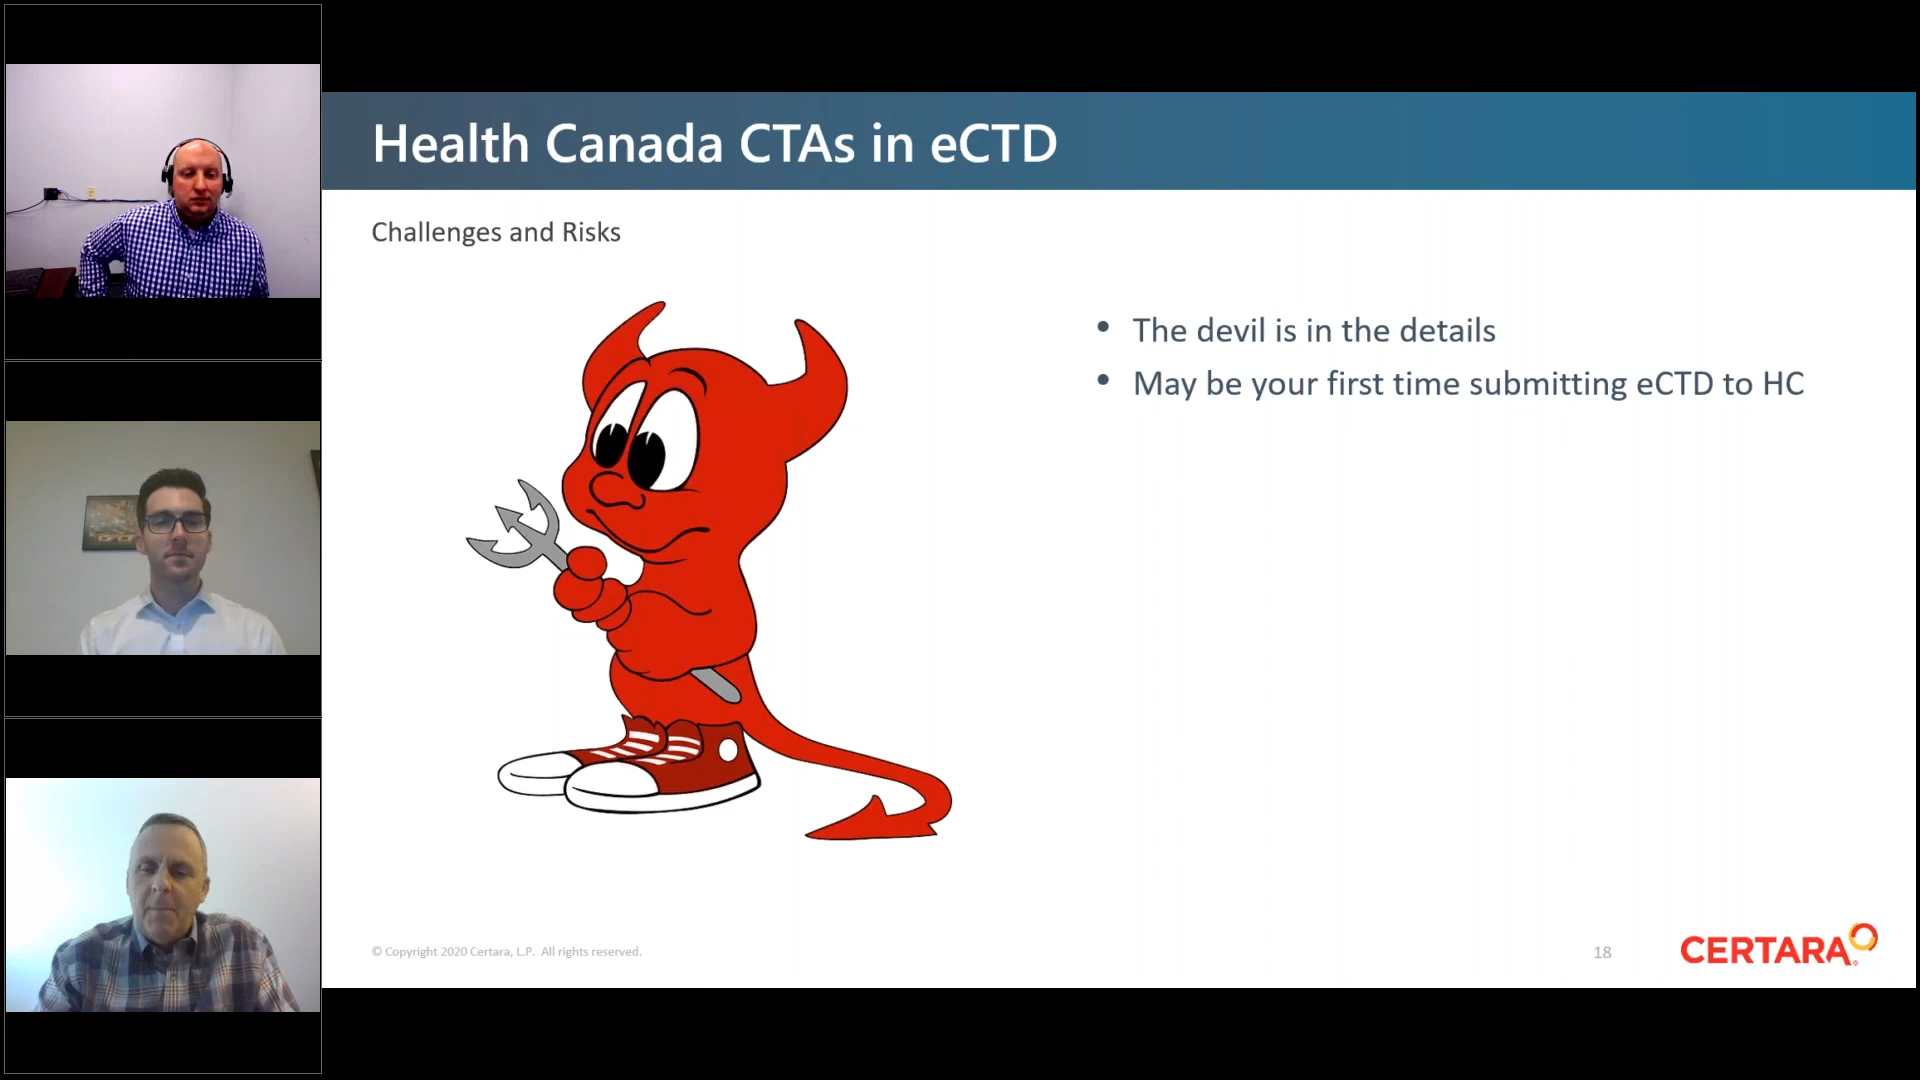 Health Canada CTAs in eCTD
Challenges and Risks
• The devil is in the details
• May be your first time submitting eCTD to HC
© Copyright 2020 Certara, L.P. All rights reserved.
18
CERTARA